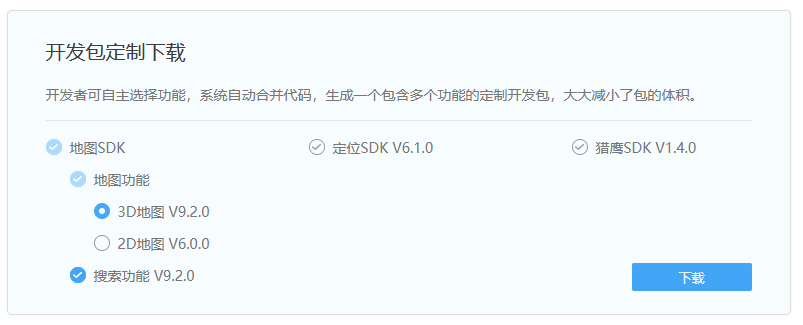 开发包定制下载
开发者可自主选择功能，系统自动合并代码，生成一个包含多个功能的定制开发包，大大减小了包的体积。
地图SDK 定位SDK V6.1.0 猎鹰SDK V1.4.0
地图功能
3D地图 V9.2.0
2D地图 V6.0.0
搜索功能 V9.2.0 下载